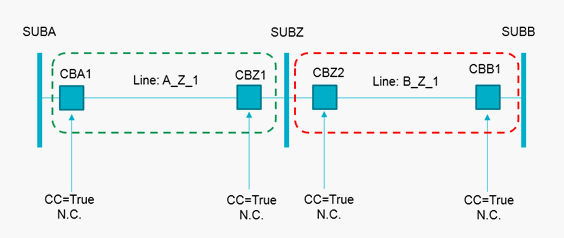 SUBA
SUBZ
SUBB
CBA1
Line: A_Z_1
CBZ1
CBZ2
Line: B_Z_1
CBB1
CC=True
N.C.
CC=True
N.C.
CC=True
N.C.
CC=True
N.C.